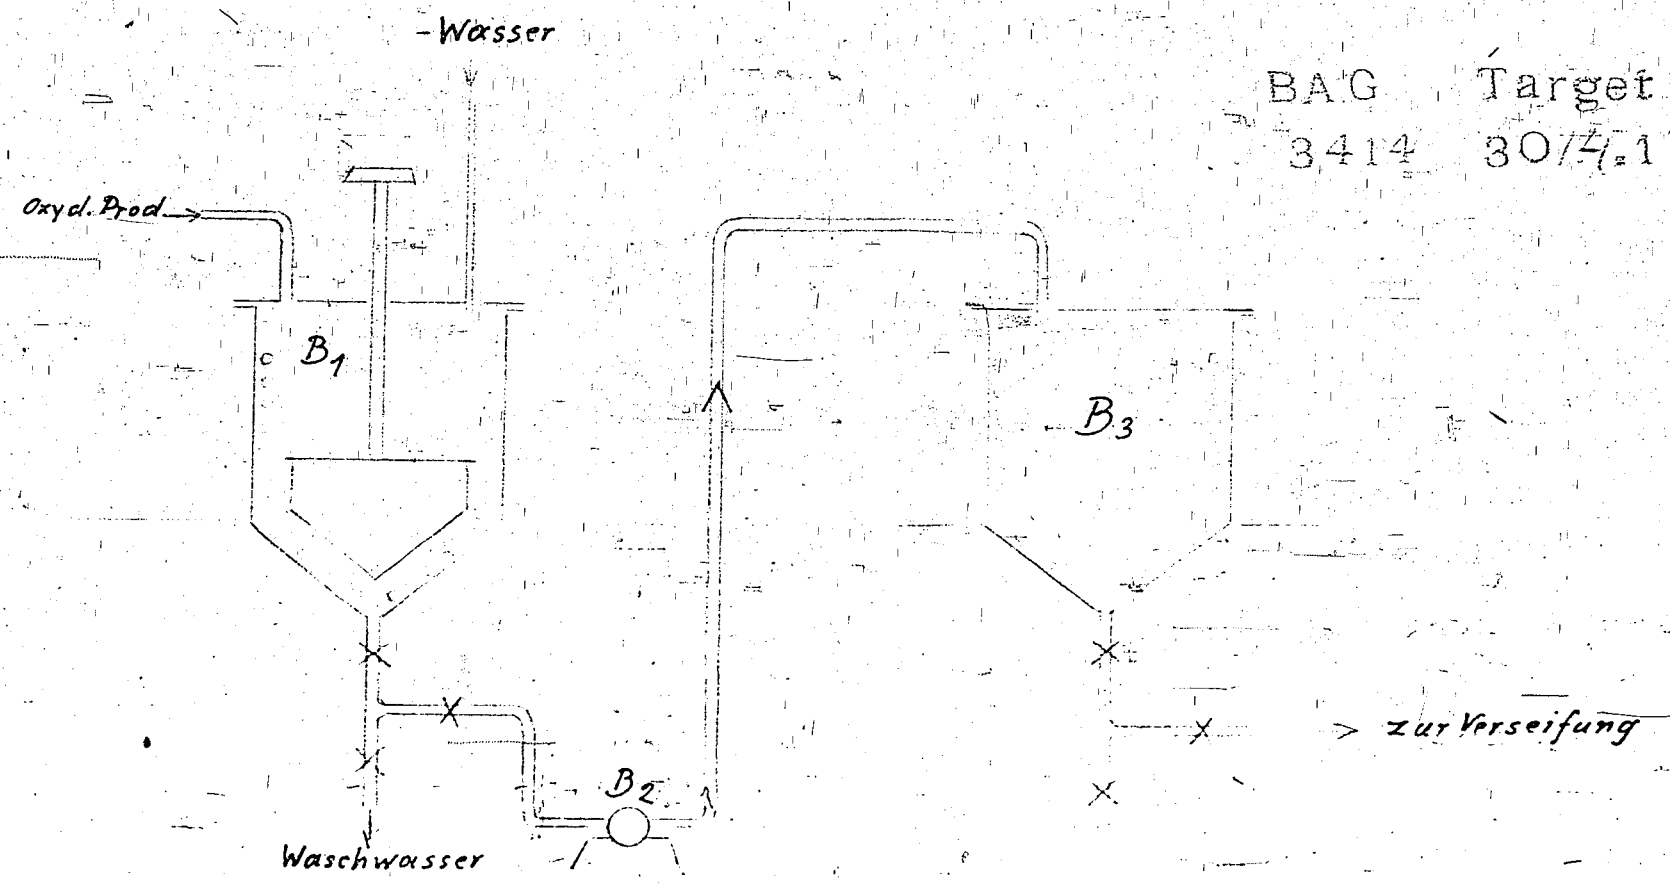 -Wasser
BAG Target
3414 30/4.1
Oxyd. Prod.
B1
B3
zur Verseifung
B2
Waschwasser